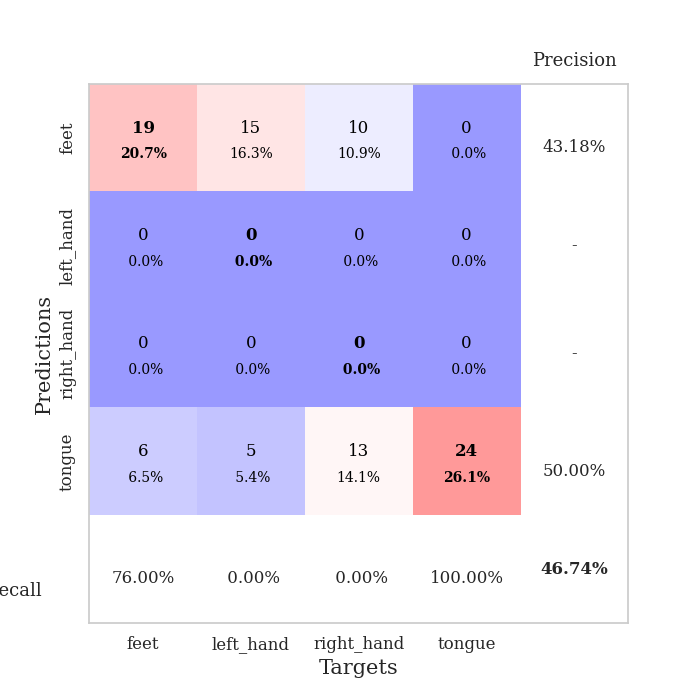 Precision
feet
19 15 10 0
20.7% 16.3% 10.9% 0.0%
43.18%
left_hand
0 0 0 0
0.0% 0.0% 0.0% 0.0%
-
right_hand
0 0 0 0
0.0% 0.0% 0.0% 0.0%
-
Predictions
tongue
6 5 13 24
6.5% 5.4% 14.1% 26.1%
50.00%
ecall
76.00% 0.00% 0.00% 100.00%
46.74%
feet left_hand right_hand tongue
Targets